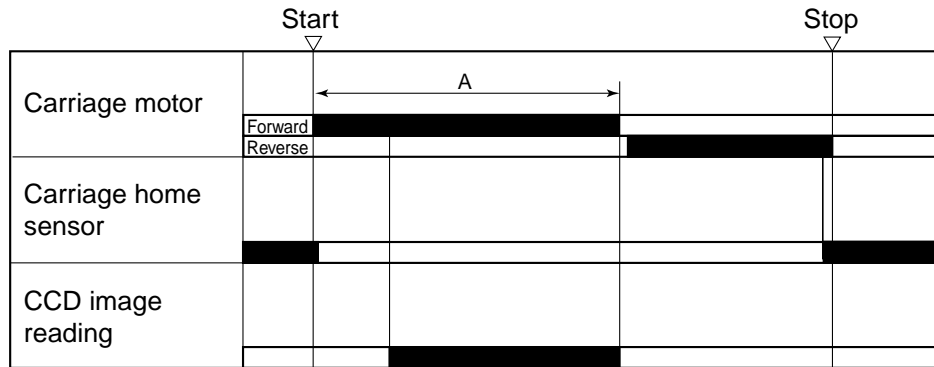 Start Stop
Carriage motor
A
Forward
Reverse
Carriage home
sensor
CCD image
reading